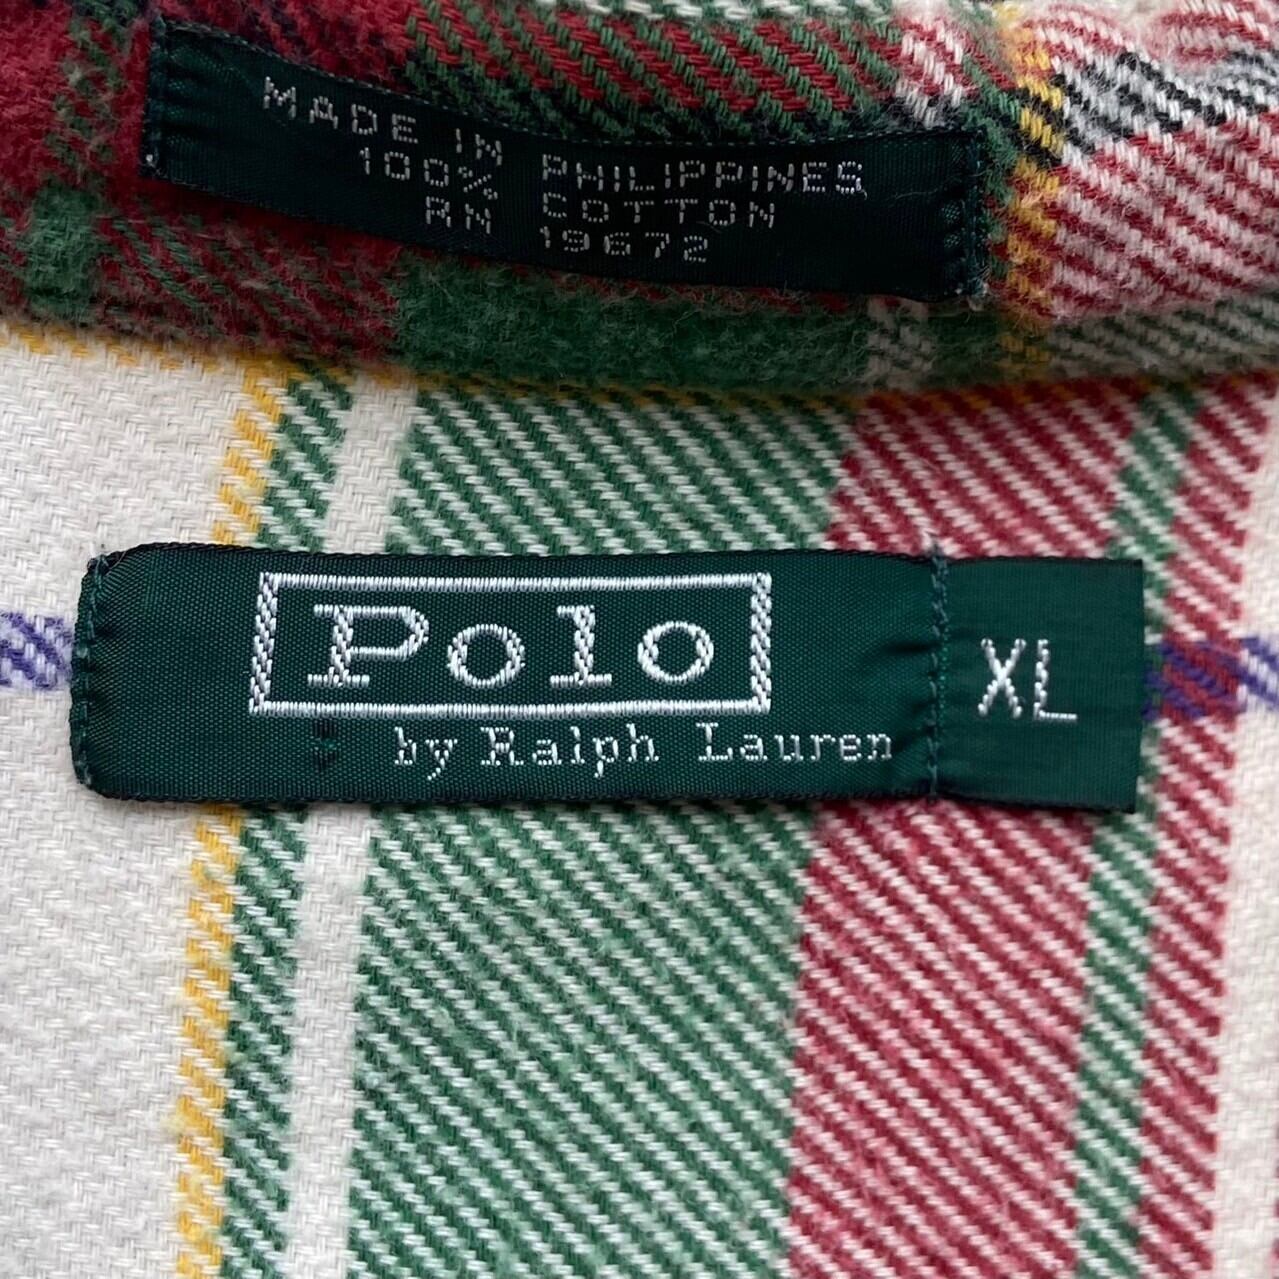 MADE IN PHILIPPINES
100% COTTON
RN 19672
Polo
by Ralph Lauren
XL